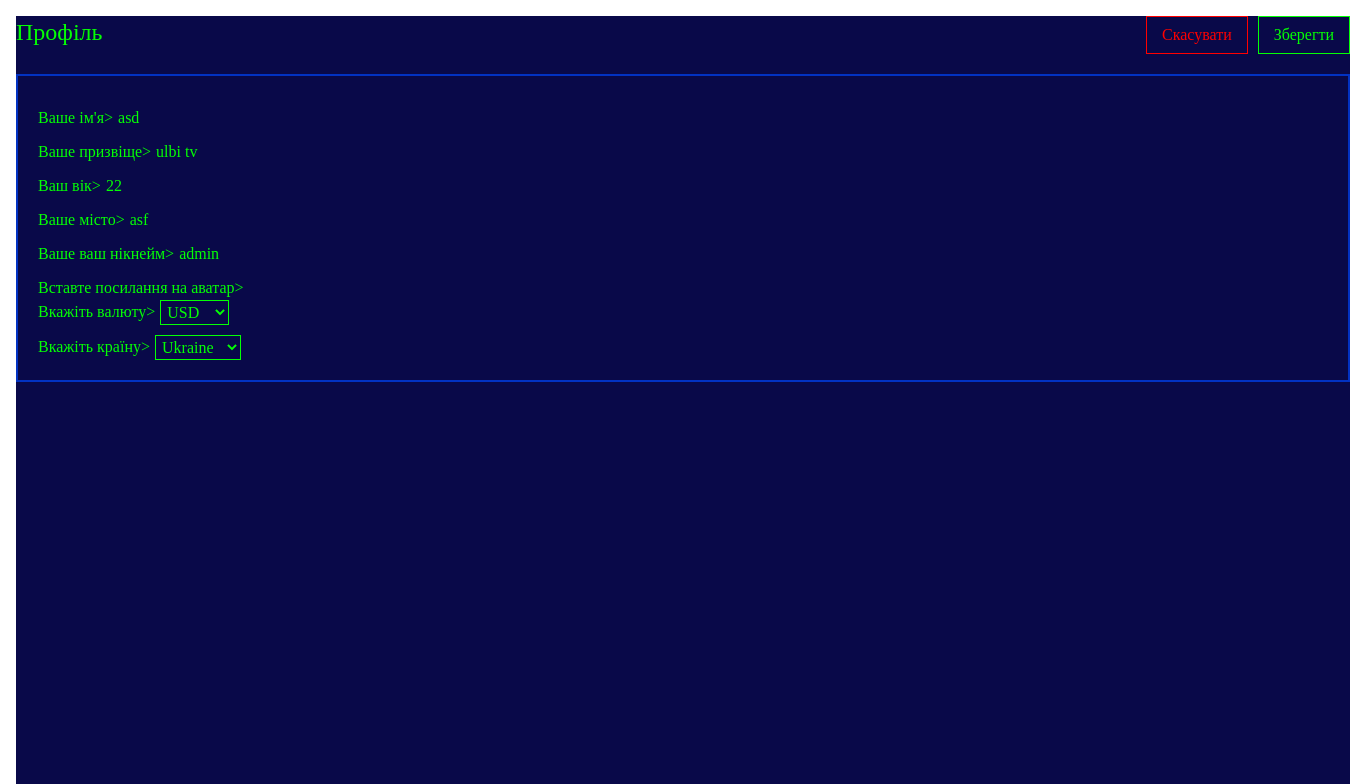 Профіль Скасувати Зберегти
Ваше ім'я> asd
Ваше призвіще> ulbi tv
Ваш вік> 22
Ваше місто> asf
Ваше ваш нікнейм> admin
Вставте посилання на аватар>
Вкажіть валюту> USD
Вкажіть країну> Ukraine